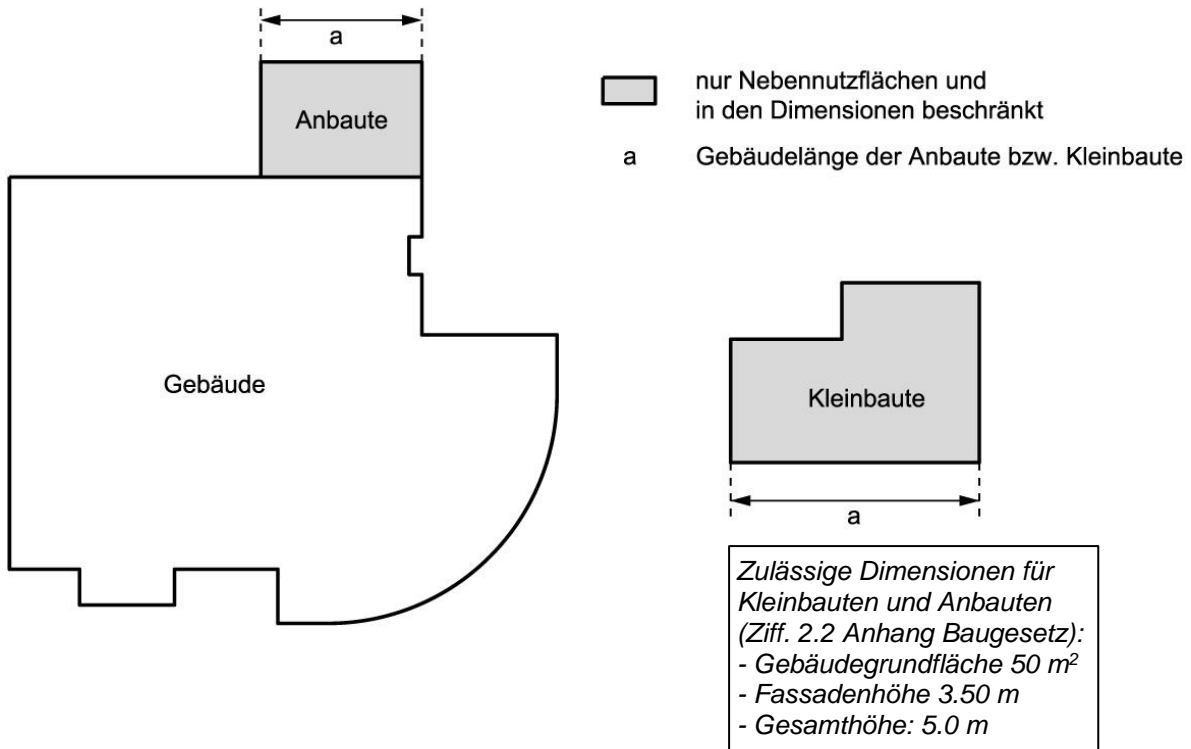 a
Anbaute
nur Nebennutzflächen und
in den Dimensionen beschränkt
a Gebäudelänge der Anbaute bzw. Kleinbaute
Gebäude
Kleinbaute
a
Zulässige Dimensionen für
Kleinbauten und Anbauten
(Ziff. 2.2 Anhang Baugesetz):
- Gebäudegrundfläche 50 m²
- Fassadenhöhe 3.50 m
- Gesamthöhe: 5.0 m